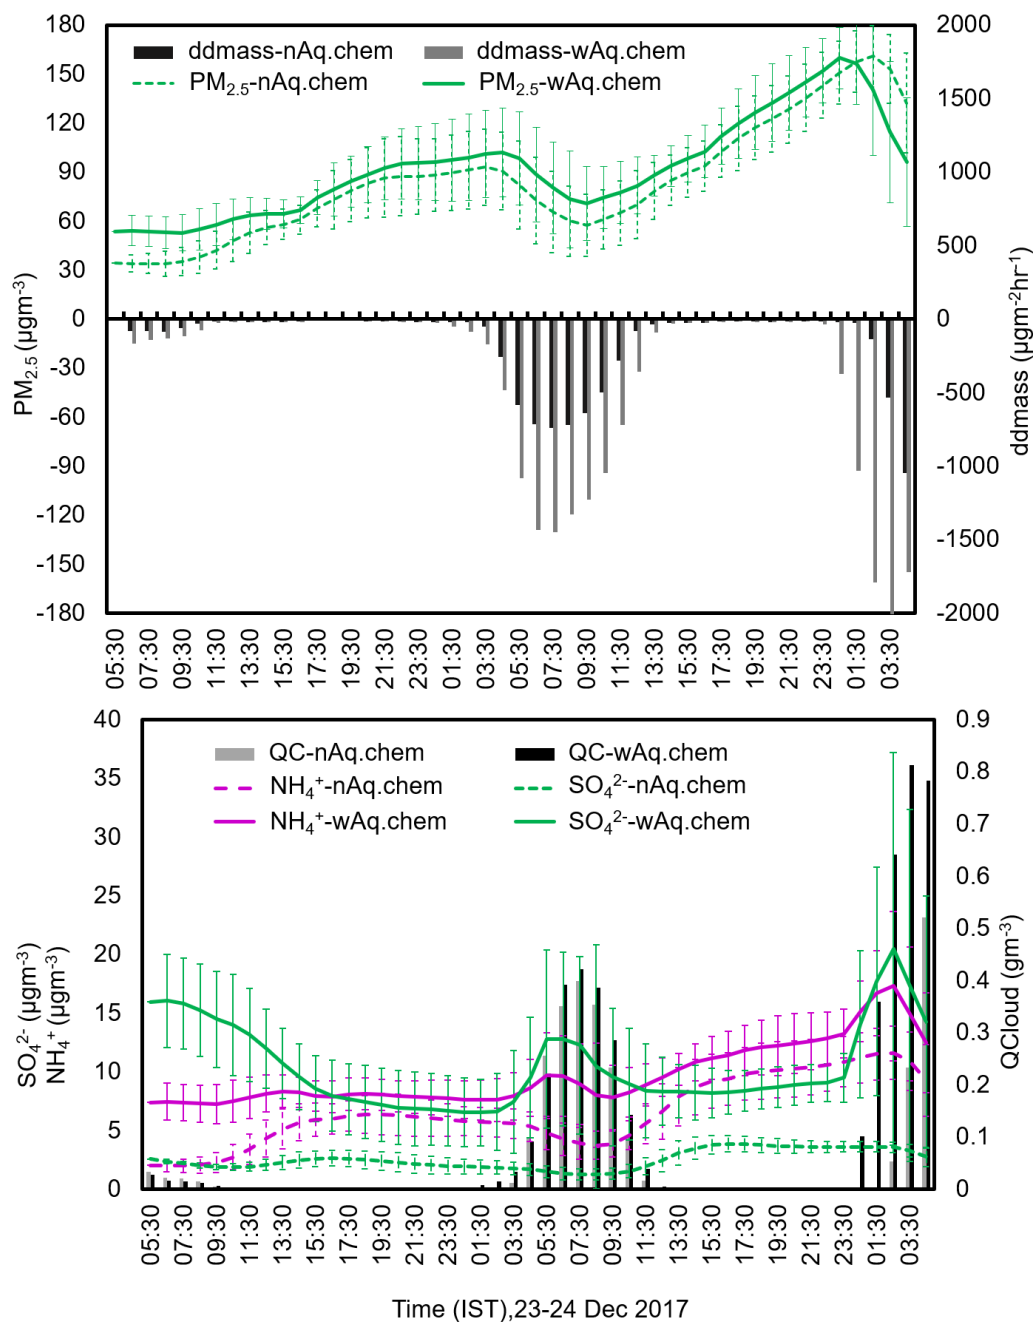 ddmass-nAq.chem ddmass-wAq.chem
PM2.5-nAq.chem PM2.5-wAq.chem
180 2000
150 1500
120
90 1000
60 500
30
0 0
-30
-60 -500
-90 -1000
-120
-150 -1500
-180 -2000
PM2.5 (µgm-3)
ddmass (µgm-2hr-1)
05:30 07:30 09:30 11:30 13:30 15:30 17:30 19:30 21:30 23:30 01:30 03:30 05:30 07:30 09:30 11:30 13:30 15:30 17:30 19:30 21:30 23:30 01:30 03:30
QC-nAq.chem QC-wAq.chem
NH4+-nAq.chem SO42--nAq.chem
NH4+-wAq.chem SO42--wAq.chem
40 0.9
35 0.8
30 0.7
25 0.6
20 0.5
15 0.4
10 0.3
5 0.2
0 0.1
0
SO42- (µgm-3)
NH4+ (µgm-3)
QCloud (gm-3)
05:30 07:30 09:30 11:30 13:30 15:30 17:30 19:30 21:30 23:30 01:30 03:30 05:30 07:30 09:30 11:30 13:30 15:30 17:30 19:30 21:30 23:30 01:30 03:30
Time (IST),23-24 Dec 2017